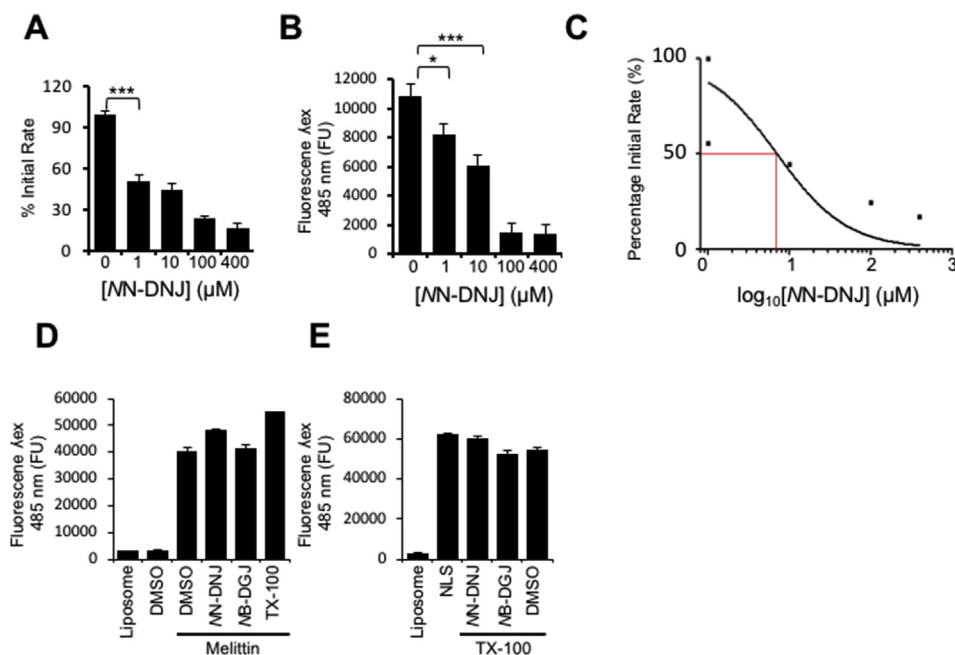 A
B
C
***
% Initial Rate
120
90
60
30
0
0 1 10 100 400
[NN-DNJ] (µM)
***
*
Fluorescene λex
485 nm (FU)
12000
10000
8000
6000
4000
2000
0
0 1 10 100 400
[NN-DNJ] (µM)
Percentage Initial Rate (%)
100
50
0
0 1 2 3
log10[NN-DNJ] µM)
D
E
Fluorescene λex
485 nm (FU)
60000
50000
40000
30000
20000
10000
0
Liposome
DMSO
DMSO
NN-DNJ
NB-DGJ
TX-100
Melittin
Fluorescene λex
485 nm (FU)
80000
60000
40000
20000
0
Liposome
NLS
NN-DNJ
NB-DGJ
DMSO
TX-100